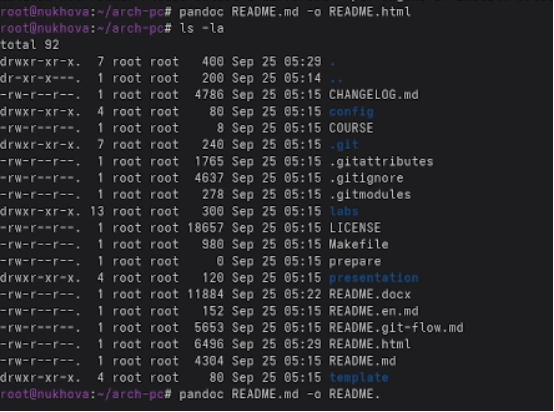 root@nukhova:~/arch-pc# pandoc README.md -o README.html
root@nukhova:~/arch-pc# ls -la
total 92
drwxr-xr-x. 7 root root 400 Sep 25 05:29 .
dr-xr-x---. 1 root root 200 Sep 25 05:14 ..
-rw-r--r--. 1 root root 4786 Sep 25 05:15 CHANGELOG.md
drwxr-xr-x. 4 root root 80 Sep 25 05:15 config
-rw-r--r--. 1 root root 8 Sep 25 05:15 COURSE
drwxr-xr-x. 7 root root 240 Sep 25 05:15 .git
-rw-r--r--. 1 root root 1765 Sep 25 05:15 .gitattributes
-rw-r--r--. 1 root root 4637 Sep 25 05:15 .gitignore
-rw-r--r--. 1 root root 278 Sep 25 05:15 .gitmodules
drwxr-xr-x. 13 root root 300 Sep 25 05:15 labs
-rw-r--r--. 1 root root 18657 Sep 25 05:15 LICENSE
-rw-r--r--. 1 root root 980 Sep 25 05:15 Makefile
-rw-r--r--. 1 root root 0 Sep 25 05:15 prepare
drwxr-xr-x. 4 root root 120 Sep 25 05:15 presentation
-rw-r--r--. 1 root root 11884 Sep 25 05:22 README.docx
-rw-r--r--. 1 root root 152 Sep 25 05:15 README.en.md
-rw-r--r--. 1 root root 5653 Sep 25 05:15 README.git-flow.md
-rw-r--r--. 1 root root 6496 Sep 25 05:29 README.html
-rw-r--r--. 1 root root 4304 Sep 25 05:15 README.md
drwxr-xr-x. 4 root root 80 Sep 25 05:15 template
root@nukhova:~/arch-pc# pandoc README.md -o README.